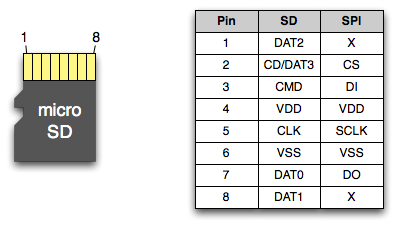 1 8
micro
SD
Pin SD SPI
1 DAT2 X
2 CD/DAT3 CS
3 CMD DI
4 VDD VDD
5 CLK SCLK
6 VSS VSS
7 DAT0 DO
8 DAT1 X